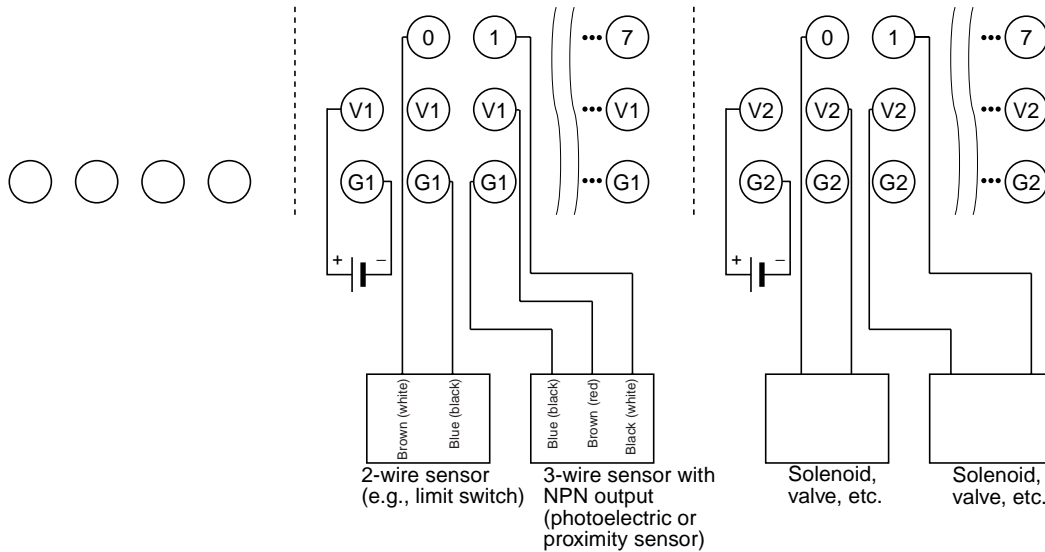 0 1 ••• 7 0 1 ••• 7
V1 V1 V1 ••• V1 V2 V2 V2 ••• V2
G1 G1 G1 ••• G1 G2 G2 G2 ••• G2
+ − + −
Brown (white)
Blue (black)
Blue (black)
Brown (red)
Black (white)
2-wire sensor
(e.g., limit switch)
3-wire sensor with
NPN output
(photoelectric or
proximity sensor)
Solenoid,
valve, etc.
Solenoid,
valve, etc.